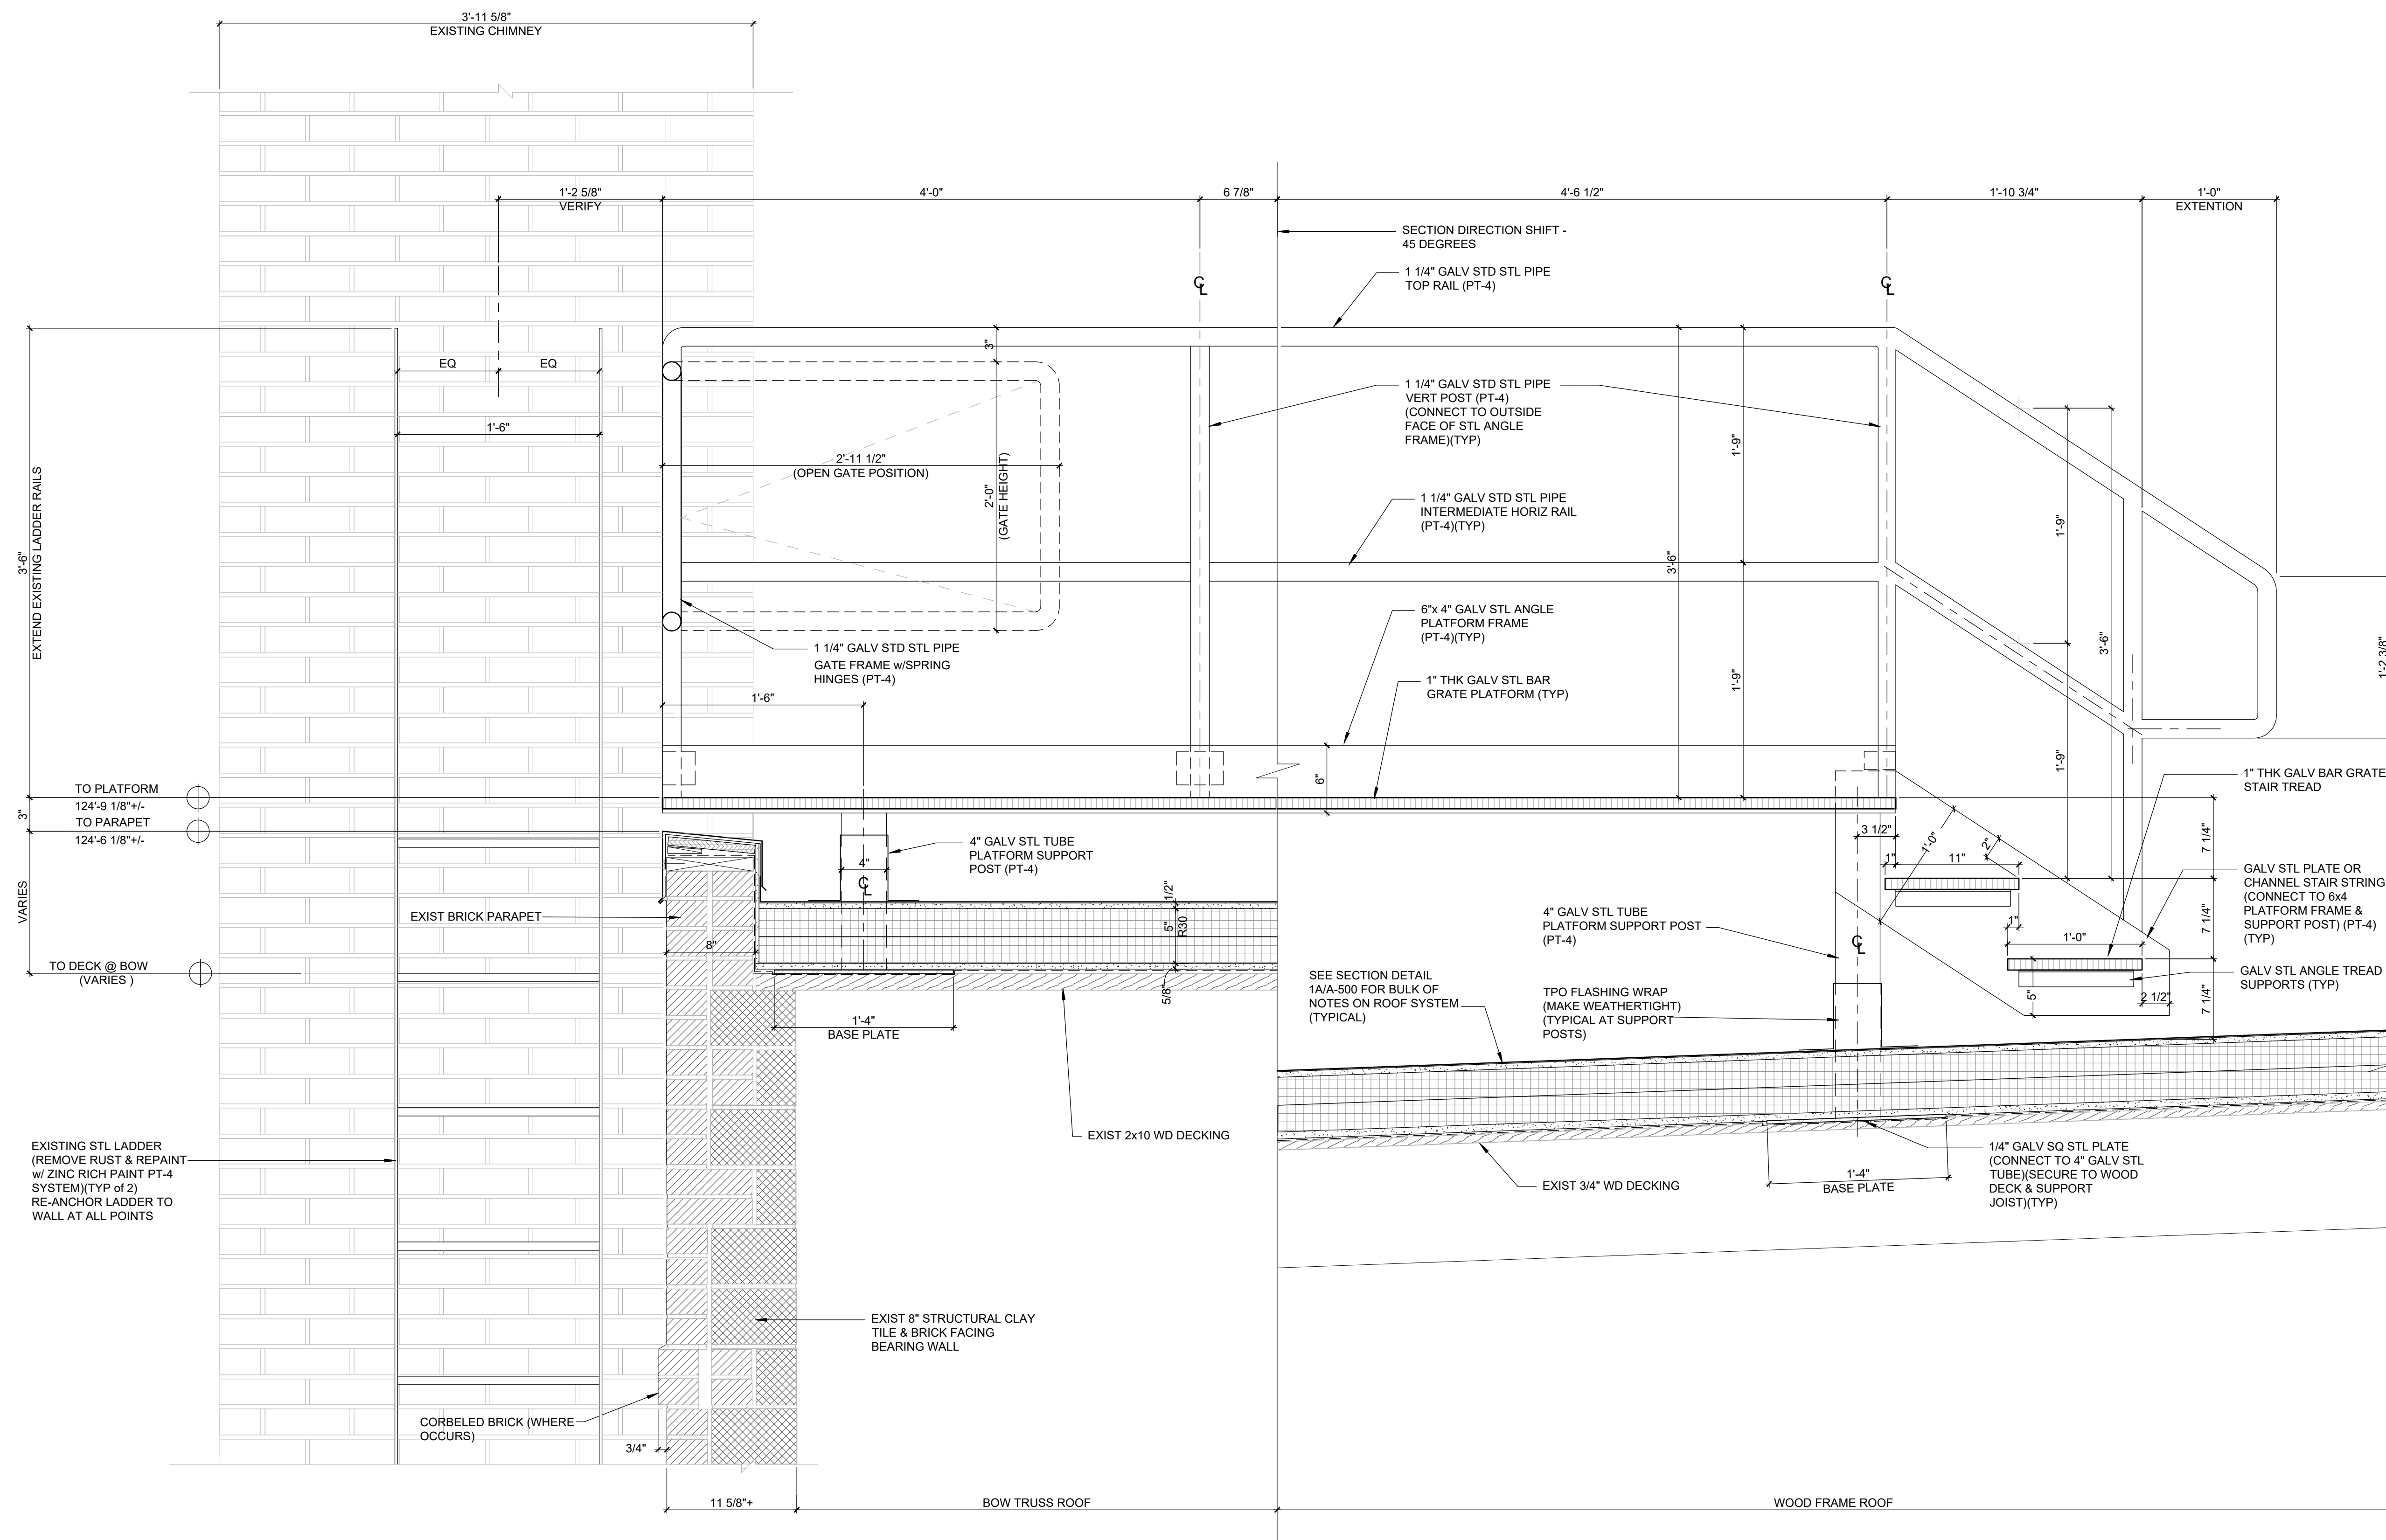 3'-11 5/8"
EXISTING CHIMNEY
1'-2 5/8"
VERIFY
4'-0"
6 7/8"
4'-6 1/2"
1'-10 3/4"
1'-0"
EXTENTION
SECTION DIRECTION SHIFT -
45 DEGREES
1 1/4" GALV STD STL PIPE
TOP RAIL (PT-4)
CL
CL
EQ
EQ
1'-6"
3"
2'-11 1/2"
(OPEN GATE POSITION)
2'-0"
(GATE HEIGHT)
1 1/4" GALV STD STL PIPE
VERT POST (PT-4)
(CONNECT TO OUTSIDE
FACE OF STL ANGLE
FRAME)(TYP)
1 1/4" GALV STD STL PIPE
INTERMEDIATE HORIZ RAIL
(PT-4)(TYP)
6"x 4" GALV STL ANGLE
PLATFORM FRAME
(PT-4)(TYP)
1" THK GALV STL BAR
GRATE PLATFORM (TYP)
3'-6"
1'-9"
1'-9"
1'-9"
1'-9"
3'-6"
1'-2 3/8"
3'-6"
EXTEND EXISTING LADDER RAILS
1 1/4" GALV STD STL PIPE
GATE FRAME w/SPRING
HINGES (PT-4)
1'-6"
6"
TO PLATFORM
124'-9 1/8"+/-
TO PARAPET
124'-6 1/8"+/-
3"
VARIES
TO DECK @ BOW
(VARIES )
4" GALV STL TUBE
PLATFORM SUPPORT
POST (PT-4)
4"
CL
EXIST BRICK PARAPET
8"
1/2"
5"
R30
5/8"
1'-4"
BASE PLATE
EXIST 2x10 WD DECKING
SEE SECTION DETAIL
1A/A-500 FOR BULK OF
NOTES ON ROOF SYSTEM
(TYPICAL)
4" GALV STL TUBE
PLATFORM SUPPORT POST
(PT-4)
TPO FLASHING WRAP
(MAKE WEATHERTIGHT)
(TYPICAL AT SUPPORT
POSTS)
CL
3 1/2"
1'-0"
2"
1"
11"
1"
1'-0"
5"
2 1/2"
7 1/4"
7 1/4"
7 1/4"
1" THK GALV BAR GRATE
STAIR TREAD
GALV STL PLATE OR
CHANNEL STAIR STRING
(CONNECT TO 6x4
PLATFORM FRAME &
SUPPORT POST) (PT-4)
(TYP)
GALV STL ANGLE TREAD
SUPPORTS (TYP)
EXIST 3/4" WD DECKING
1'-4"
BASE PLATE
1/4" GALV SQ STL PLATE
(CONNECT TO 4" GALV STL
TUBE)(SECURE TO WOOD
DECK & SUPPORT
JOIST)(TYP)
EXISTING STL LADDER
(REMOVE RUST & REPAINT
w/ ZINC RICH PAINT PT-4
SYSTEM)(TYP of 2)
RE-ANCHOR LADDER TO
WALL AT ALL POINTS
EXIST 8" STRUCTURAL CLAY
TILE & BRICK FACING
BEARING WALL
CORBELED BRICK (WHERE
OCCURS)
3/4"
11 5/8"+
BOW TRUSS ROOF
WOOD FRAME ROOF